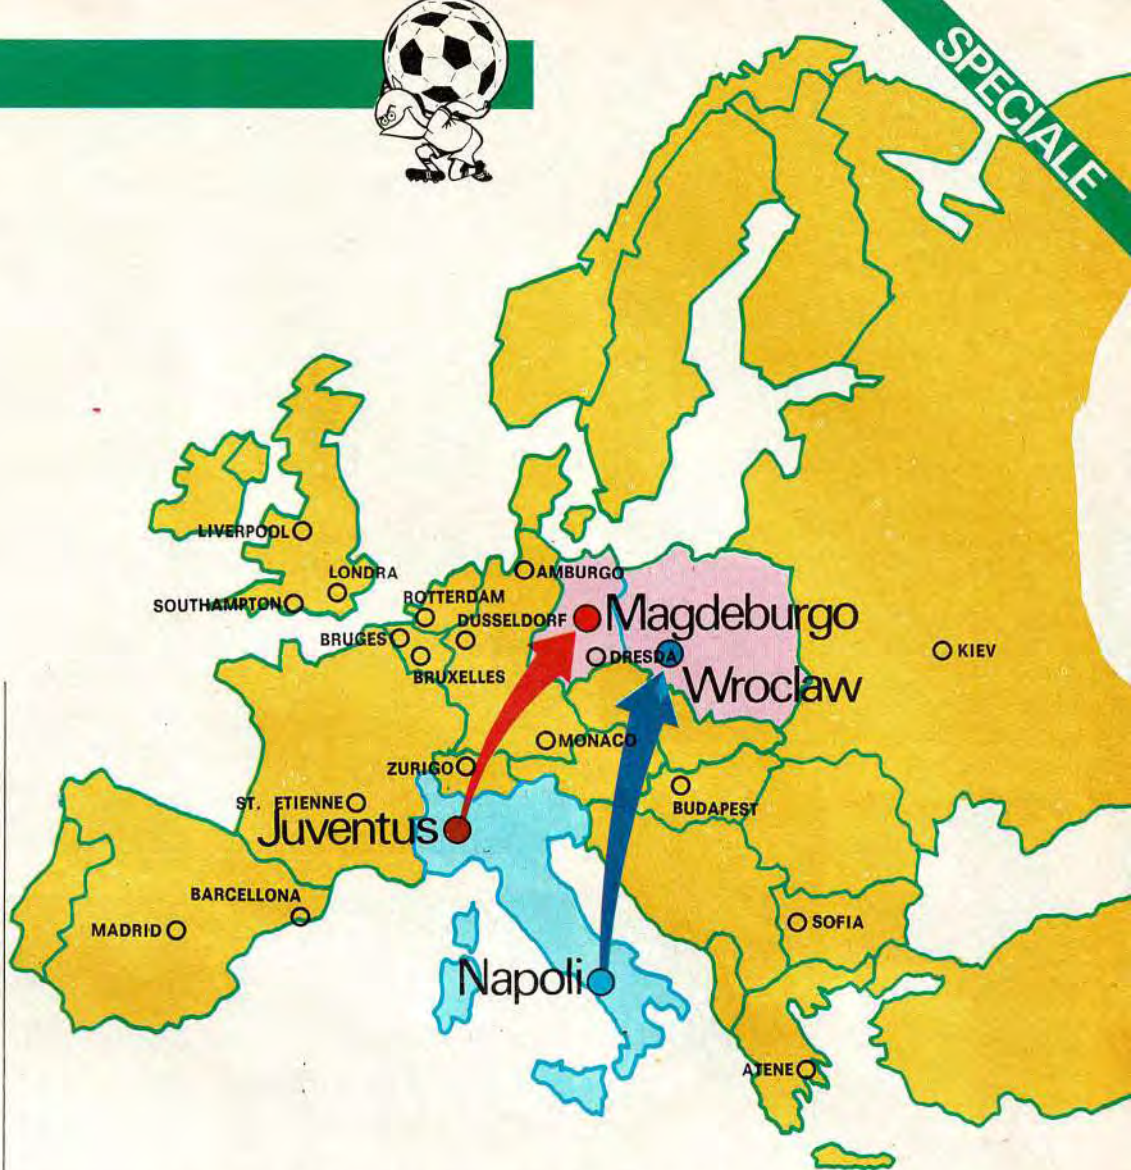 SPECIALE
LIVERPOOL
LONDRA
SOUTHAMPTON
AMBURGO
ROTTERDAM
DUSSELDORF
Magdeburgo
BRUGES
BRUXELLES
DRESDA
KIEV
Wroclaw
MONACO
ZURIGO
ST. ETIENNE
BUDAPEST
Juventus
BARCELLONA
MADRID
SOFIA
Napoli
ATENE